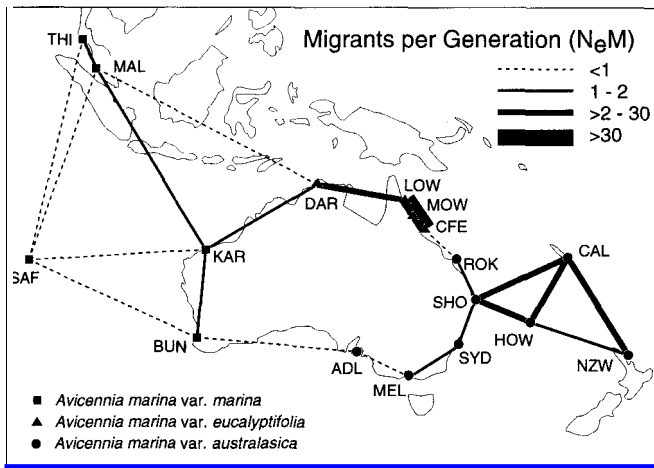 Migrants per Generation (NeM)
<1
1 - 2
>2 - 30
>30
THI
MAL
LOW
MOW
CFE
DAR
KAR
SAF
ROK
CAL
SHO
HOW
BUN
ADL
SYD
MEL
NZW
Avicennia marina var. marina
Avicennia marina var. eucalyptifolia
Avicennia marina var. australasica